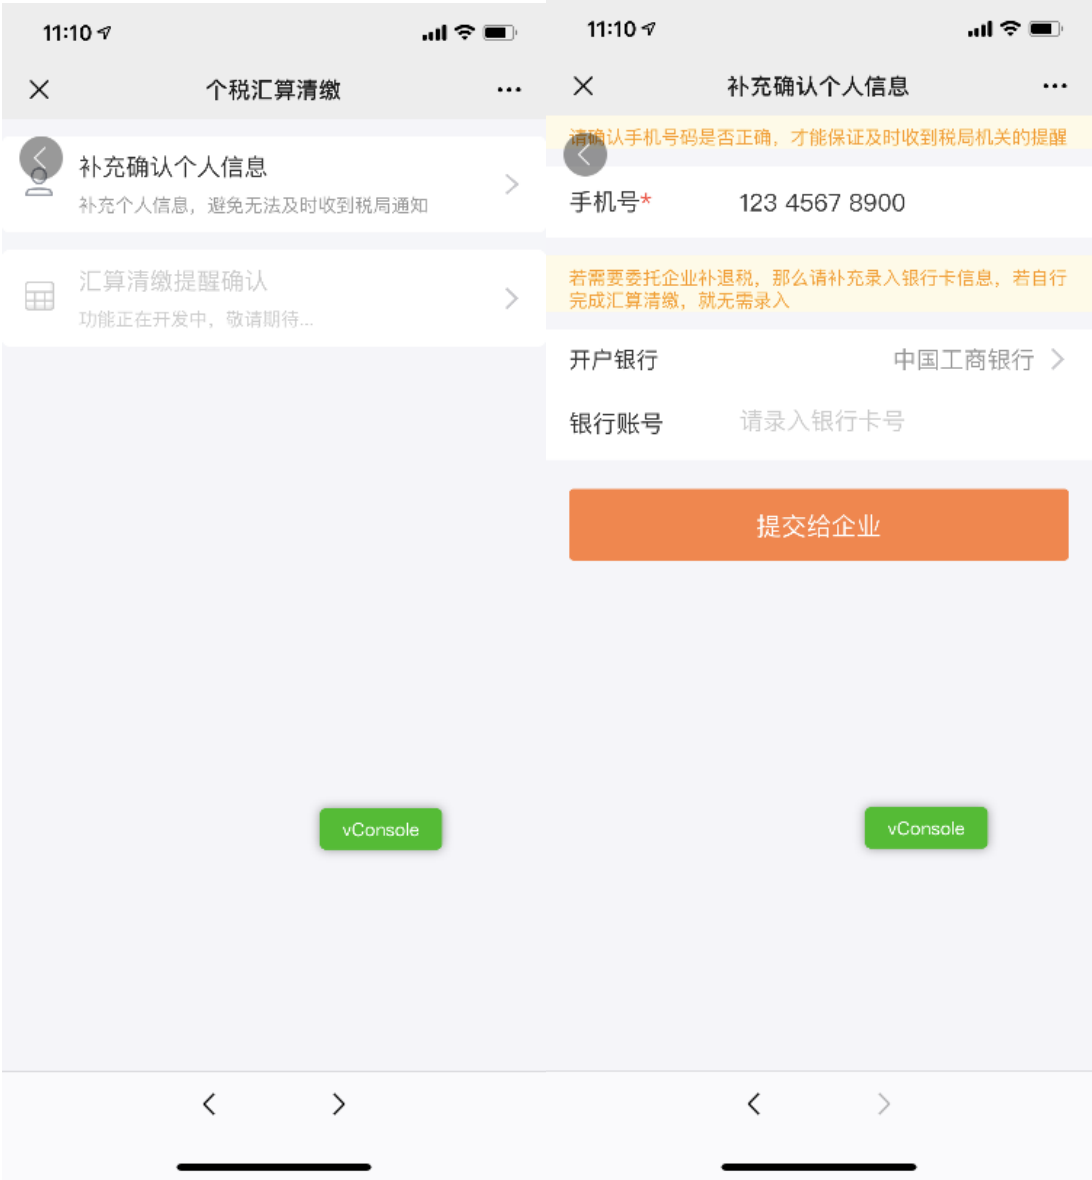 11:10
个税汇算清缴
补充确认个人信息
补充个人信息，避免无法及时收到税局通知
汇算清缴提醒确认
功能正在开发中，敬请期待...
vConsole
11:10
补充确认个人信息
请确认手机号码是否正确，才能保证及时收到税局机关的提醒
手机号*
123 4567 8900
若需要委托企业补退税，那么请补充录入银行卡信息，若自行
完成汇算清缴，就无需录入
开户银行
中国工商银行
银行账号
请录入银行卡号
提交给企业
vConsole